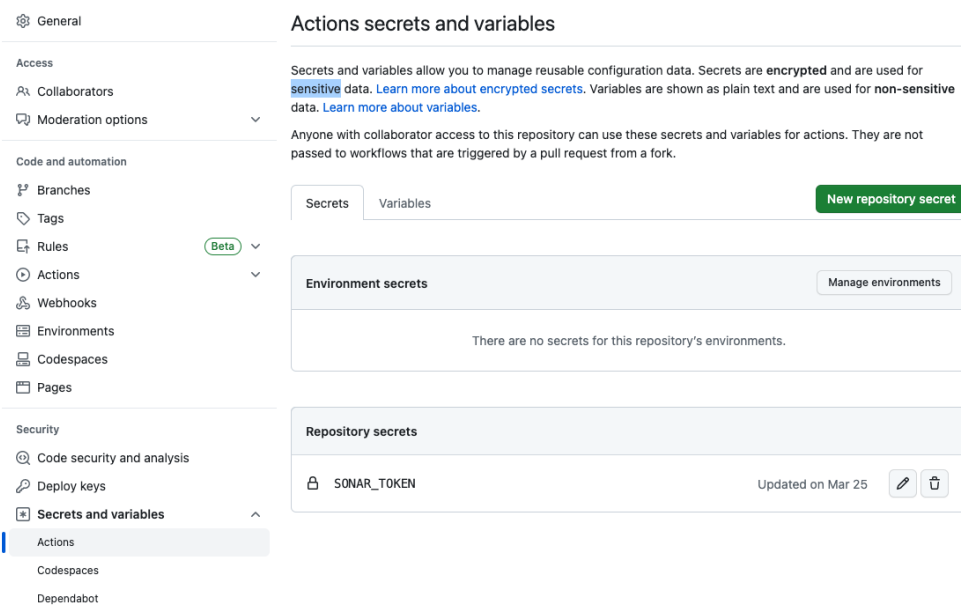 General
Access
Collaborators
Moderation options
Code and automation
Branches
Tags
Rules Beta
Actions
Webhooks
Environments
Codespaces
Pages
Security
Code security and analysis
Deploy keys
Secrets and variables
Actions
Codespaces
Dependabot
Actions secrets and variables
Secrets and variables allow you to manage reusable configuration data. Secrets are encrypted and are used for
sensitive data. Learn more about encrypted secrets. Variables are shown as plain text and are used for non-sensitive
data. Learn more about variables.
Anyone with collaborator access to this repository can use these secrets and variables for actions. They are not
passed to workflows that are triggered by a pull request from a fork.
Secrets Variables New repository secret
Environment secrets Manage environments
There are no secrets for this repository's environments.
Repository secrets
SONAR_TOKEN Updated on Mar 25